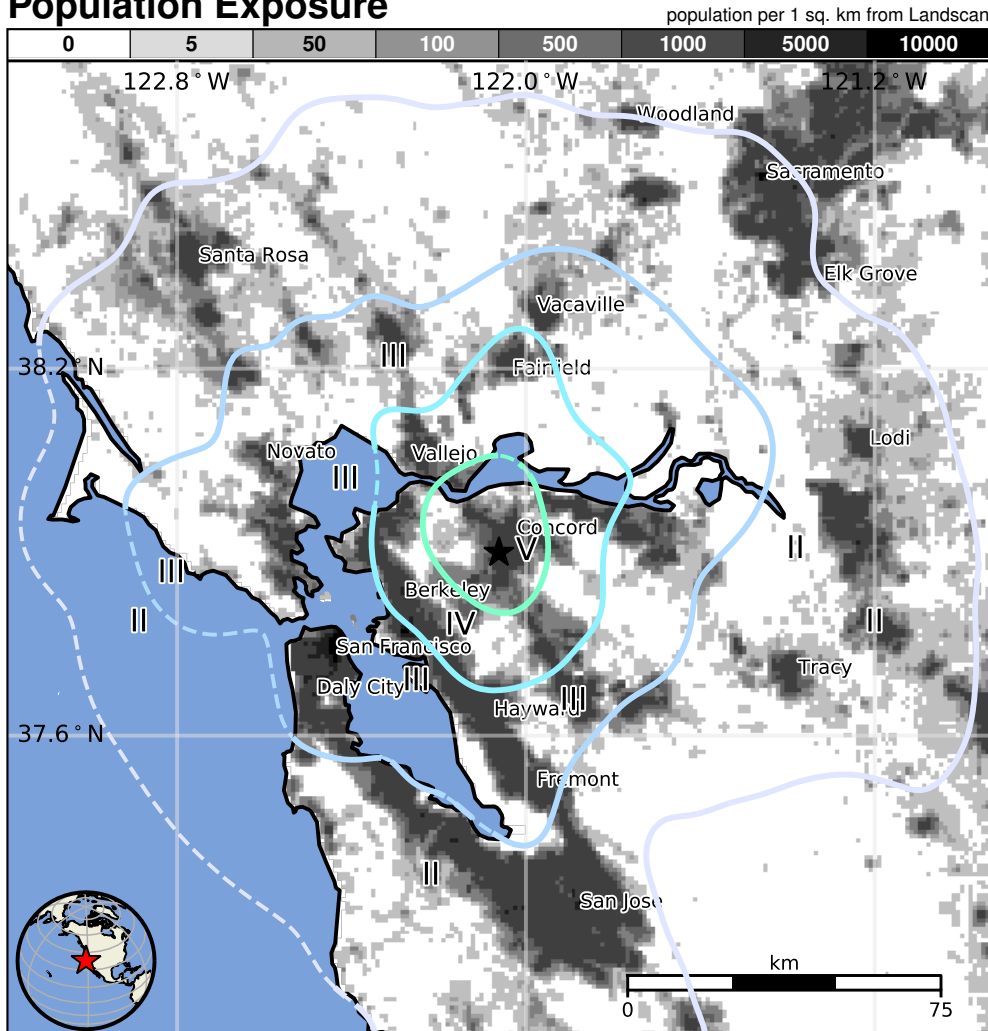 Population Exposure
population per 1 sq. km from Landscan
0 5 50 100 500 1000 5000 10000
122.8°W 122.0°W 121.2°W
Woodland
Sacramento
Santa Rosa
Elk Grove
Vacaville
III
38.2°N
Fairfield
Lodi
Novato
Vallejo
III
Concord
V
II
III
Berkeley
II
IV
II
San Francisco
Tracy
Daly City
III
III
Hayward
37.6°N
Fremont
II
San Jose
km
0 75